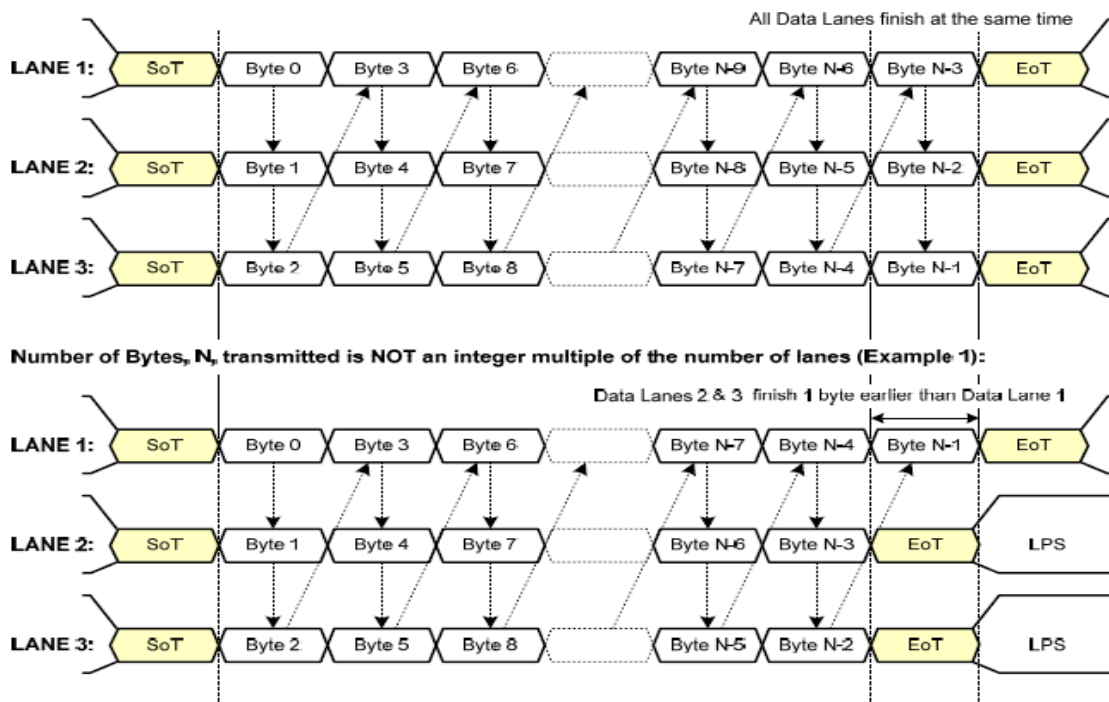 All Data Lanes finish at the same time
LANE 1: SoT Byte 0 Byte 3 Byte 6 Byte N-9 Byte N-6 Byte N-3 EoT
LANE 2: SoT Byte 1 Byte 4 Byte 7 Byte N-8 Byte N-5 Byte N-2 EoT
LANE 3: SoT Byte 2 Byte 5 Byte 8 Byte N-7 Byte N-4 Byte N-1 EoT
Number of Bytes, N, transmitted is NOT an integer multiple of the number of lanes (Example 1):
Data Lanes 2 & 3 finish 1 byte earlier than Data Lane 1
LANE 1: SoT Byte 0 Byte 3 Byte 6 Byte N-7 Byte N-4 Byte N-1 EoT
LANE 2: SoT Byte 1 Byte 4 Byte 7 Byte N-6 Byte N-3 EoT LPS
LANE 3: SoT Byte 2 Byte 5 Byte 8 Byte N-5 Byte N-2 EoT LPS